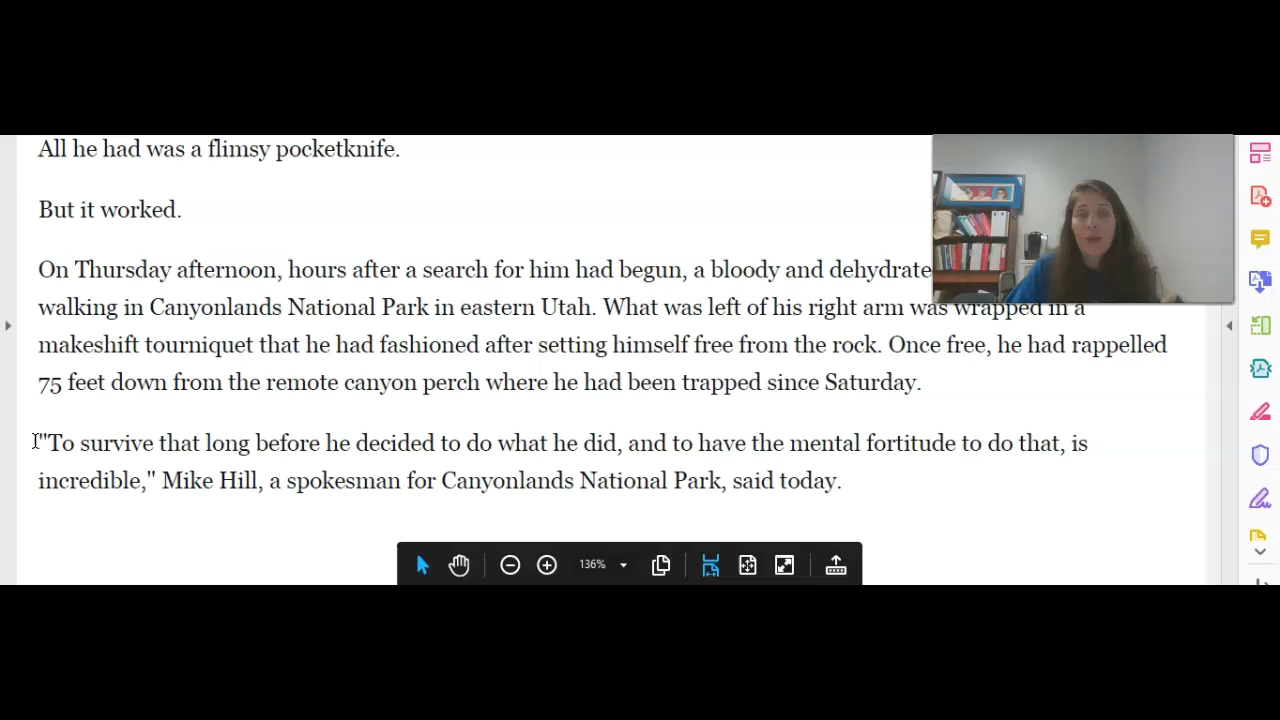 All he had was a flimsy pocketknife.
But it worked.
On Thursday afternoon, hours after a search for him had begun, a bloody and dehydrate
walking in Canyonlands National Park in eastern Utah. What was left of his right arm was wrapped in a
makeshift tourniquet that he had fashioned after setting himself free from the rock. Once free, he had rappelled
75 feet down from the remote canyon perch where he had been trapped since Saturday.
"To survive that long before he decided to do what he did, and to have the mental fortitude to do that, is
incredible," Mike Hill, a spokesman for Canyonlands National Park, said today.
136%